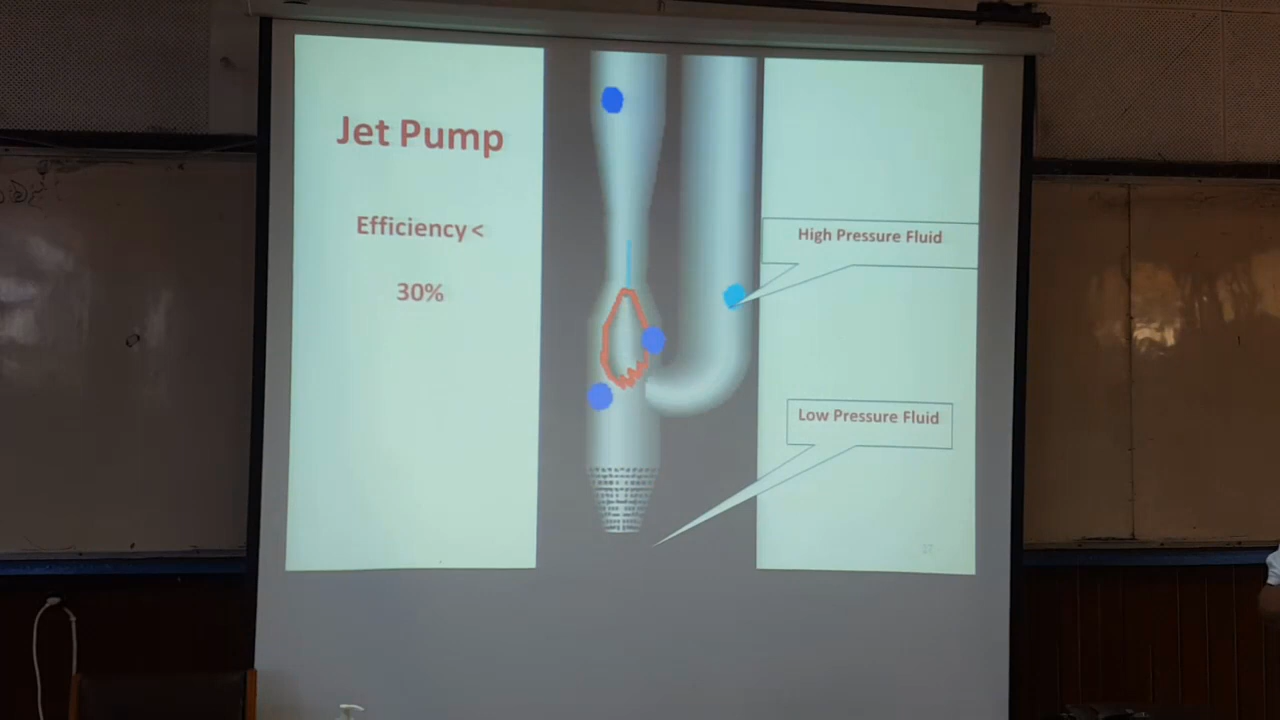 Jet Pump
Efficiency <
30%
High Pressure Fluid
Low Pressure Fluid